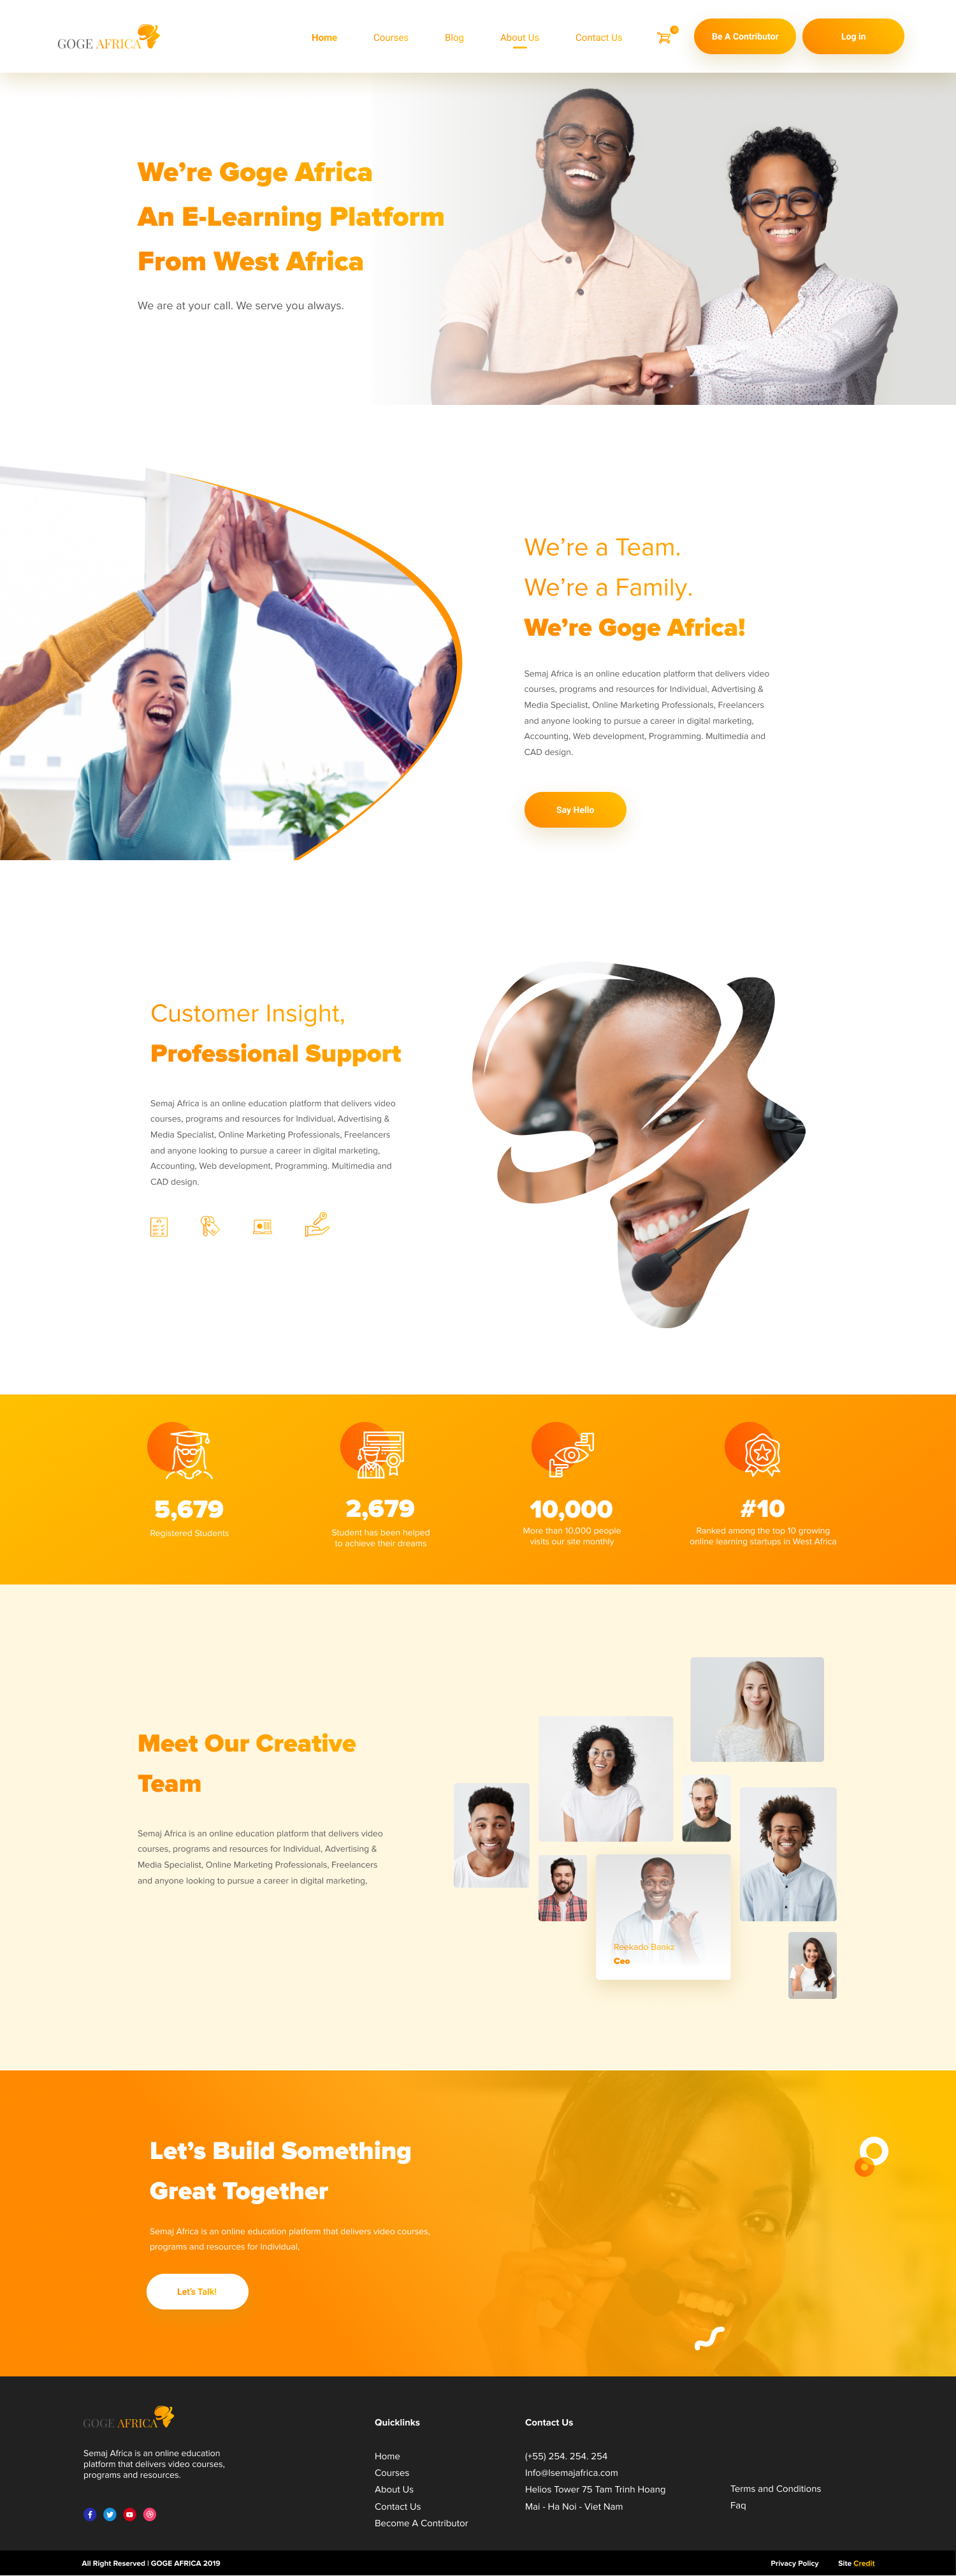 GOGE AFRICA
Home
Courses
Blog
About Us
Contact Us
Be A Contributor
Log in
We’re Goge Africa
An E-Learning Platform
From West Africa
We are at your call. We serve you always.
We’re a Team.
We’re a Family.
We’re Goge Africa!
Semaj Africa is an online education platform that delivers video
courses, programs and resources for Individual, Advertising &
Media Specialist, Online Marketing Professionals, Freelancers
and anyone looking to pursue a career in digital marketing,
Accounting, Web development, Programming. Multimedia and
CAD design.
Say Hello
Customer Insight,
Professional Support
Semaj Africa is an online education platform that delivers video
courses, programs and resources for Individual, Advertising &
Media Specialist, Online Marketing Professionals, Freelancers
and anyone looking to pursue a career in digital marketing,
Accounting, Web development, Programming. Multimedia and
CAD design.
5,679
Registered Students
2,679
Student has been helped
to achieve their dreams
10,000
More than 10,000 people
visits our site monthly
#10
Ranked among the top 10 growing
online learning startups in West Africa
Meet Our Creative
Team
Semaj Africa is an online education platform that delivers video
courses, programs and resources for Individual, Advertising &
Media Specialist, Online Marketing Professionals, Freelancers
and anyone looking to pursue a career in digital marketing,
Reekado Bankz
Ceo
Let’s Build Something
Great Together
Semaj Africa is an online education platform that delivers video courses,
programs and resources for Individual,
Let’s Talk!
GOGE AFRICA
Semaj Africa is an online education
platform that delivers video courses,
programs and resources.
Quicklinks
Home
Courses
About Us
Contact Us
Become A Contributor
Contact Us
(+55) 254. 254. 254
Info@lsemajafrica.com
Helios Tower 75 Tam Trinh Hoang
Mai - Ha Noi - Viet Nam
Terms and Conditions
Faq
All Right Reserved | GOGE AFRICA 2019
Privacy Policy
Site Credit